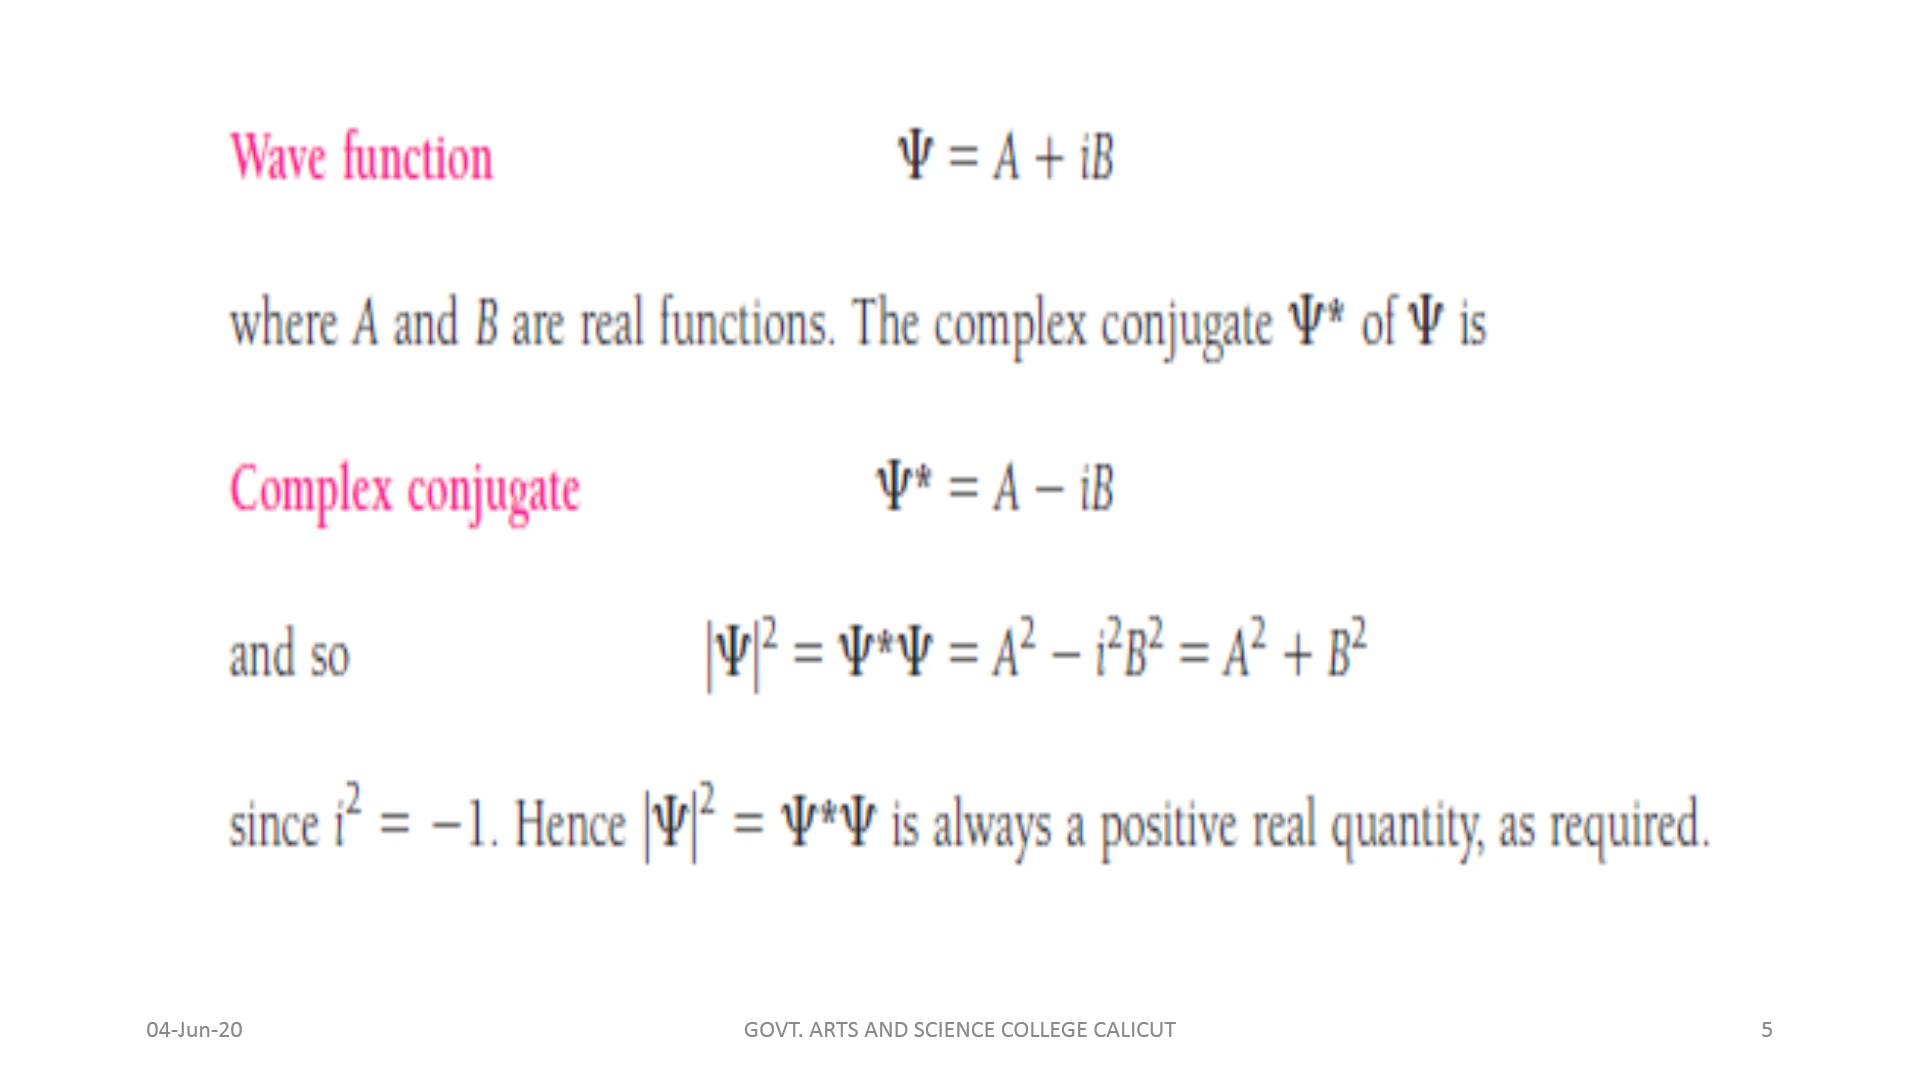 Wave function Ψ = A + iB
where A and B are real functions. The complex conjugate Ψ* of Ψ is
Complex conjugate Ψ* = A − iB
and so |Ψ|² = Ψ*Ψ = A² − i²B² = A² + B²
since i² = −1. Hence |Ψ|² = Ψ*Ψ is always a positive real quantity, as required.
04-Jun-20 GOVT. ARTS AND SCIENCE COLLEGE CALICUT 5